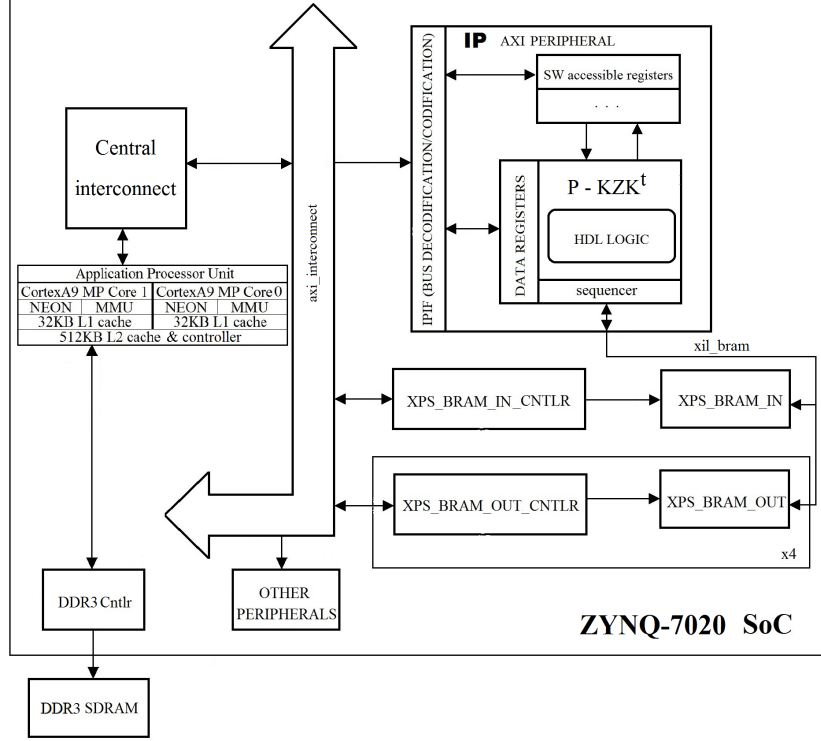 IP AXI PERIPHERAL
SW accessible registers
. . .
IPIF (BUS DECODIFICATION/CODIFICATION)
DATA REGISTERS
P - KZK^t
HDL LOGIC
sequencer
Central
interconnect
axi_interconnect
Application Processor Unit
CortexA9 MP Core 1 CortexA9 MP Core 0
NEON MMU NEON MMU
32KB L1 cache 32KB L1 cache
512KB L2 cache & controller
xil_bram
XPS_BRAM_IN_CNTLR
XPS_BRAM_IN
XPS_BRAM_OUT_CNTLR
XPS_BRAM_OUT
x4
DDR3 Cntlr
OTHER
PERIPHERALS
ZYNQ-7020 SoC
DDR3 SDRAM